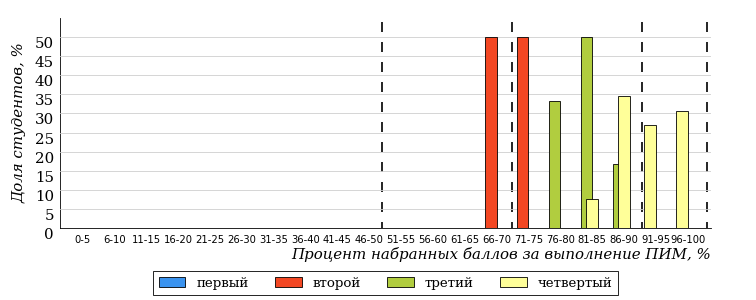 Доля студентов, %
50
45
40
35
30
25
20
15
10
5
0
0-5 6-10 11-15 16-20 21-25 26-30 31-35 36-40 41-45 46-50 51-55 56-60 61-65 66-70 71-75 76-80 81-85 86-90 91-95 96-100
Процент набранных баллов за выполнение ПИМ, %
первый второй третий четвертый